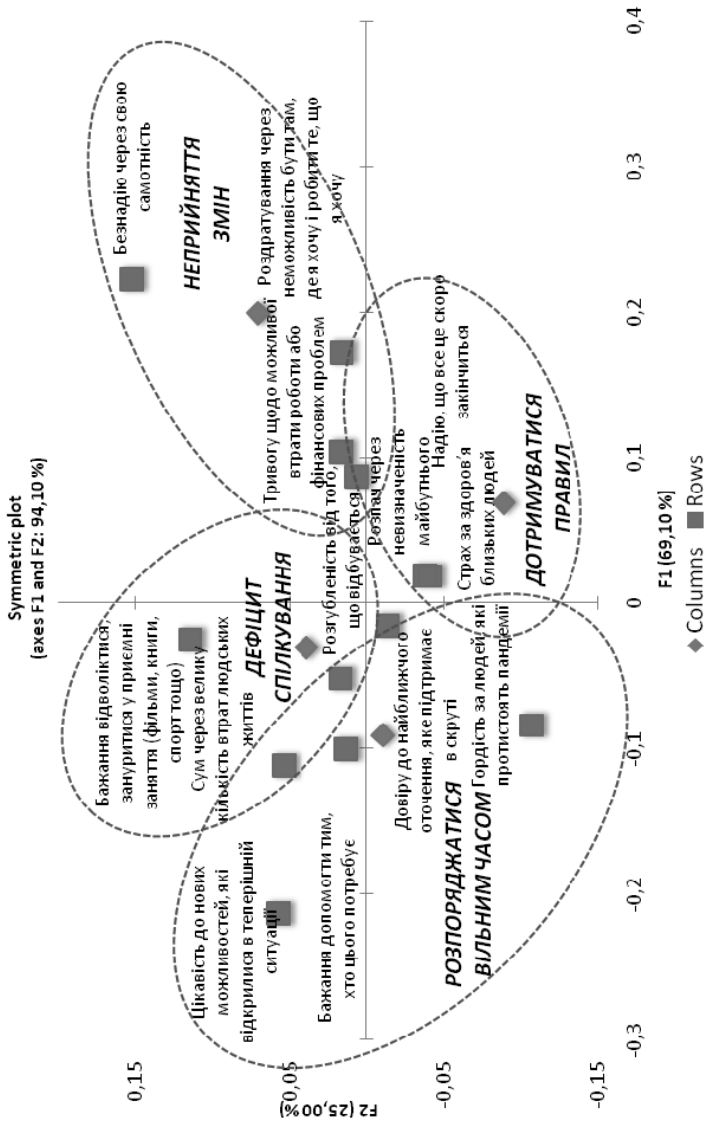 Symmetric plot
(axes F1 and F2: 94,10 %)
Бажання відволіктися,
зануритися у приємні
заняття (фільми, книги,
спорт тощо)
Сум через велику
кількість втрат людських
життів
Цікавість до нових
можливостей, які
відкрилися в теперішній
ситуації
Бажання допомогти тим,
хто цього потребує
ДЕФІЦИТ
СПІЛКУВАННЯ
Розгубленість від того,
що відбувається
Безнадію через свою
самотність
НЕПРИЙНЯТТЯ
ЗМІН
Роздратування через
неможливість бути там,
де я хочу і робити те, що
я хочу
Тривогу щодо можливої
втрати роботи або
фінансових проблем
Розпач через
невизначеність
майбутнього
Надію, що все це скоро
закінчиться
Страх за здоров'я
близьких людей
ДОТРИМУВАТИСЯ
ПРАВИЛ
Довіру до найближчого
оточення, яке підтримає
в скруті
Гордість за людей, які
протистоять пандемії
РОЗПОРЯДЖАТИСЯ
ВІЛЬНИМ ЧАСОМ
F2 (25,00 %)
0,15
0,05
-0,05
-0,15
-0,3
-0,2
-0,1
0
0,1
0,2
0,3
0,4
F1 (69,10 %)
Columns
Rows